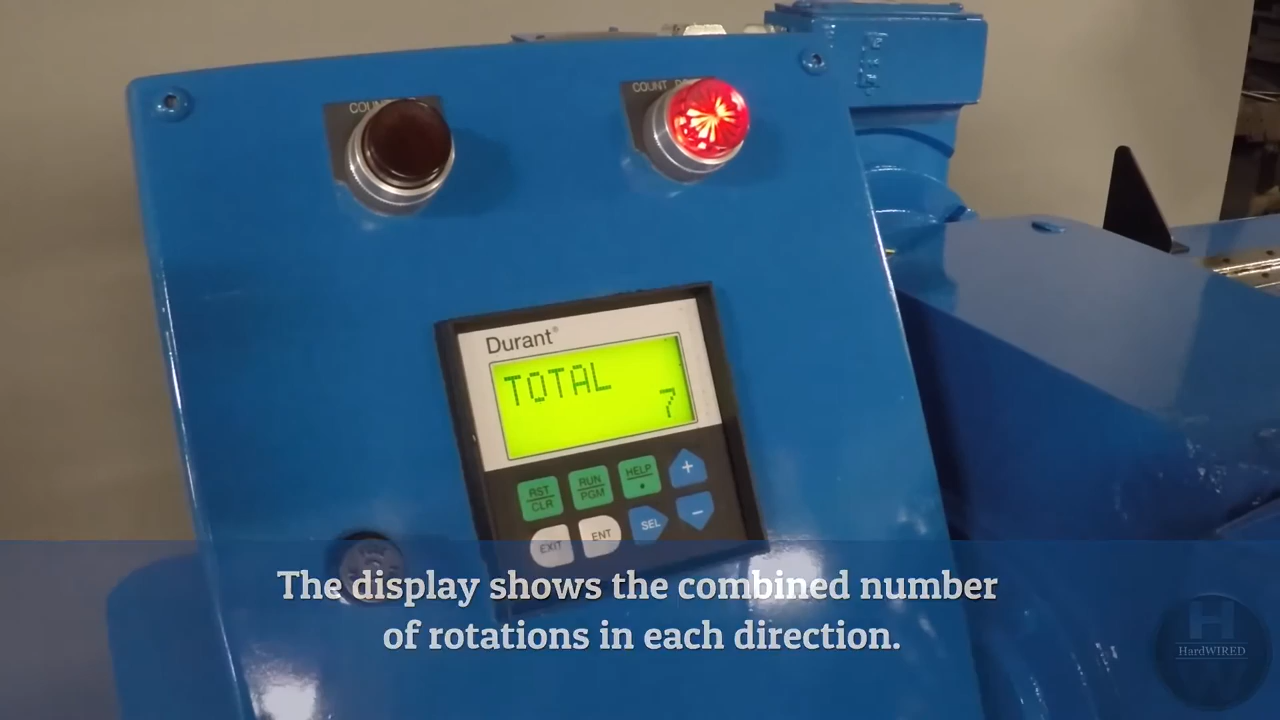 COUNT
Durant®
TOTAL
7
RST
CLR
RUN
PGM
HELP
+
EXIT
ENT
SEL
−
The display shows the combined number
of rotations in each direction.
H
HardWIRED
W